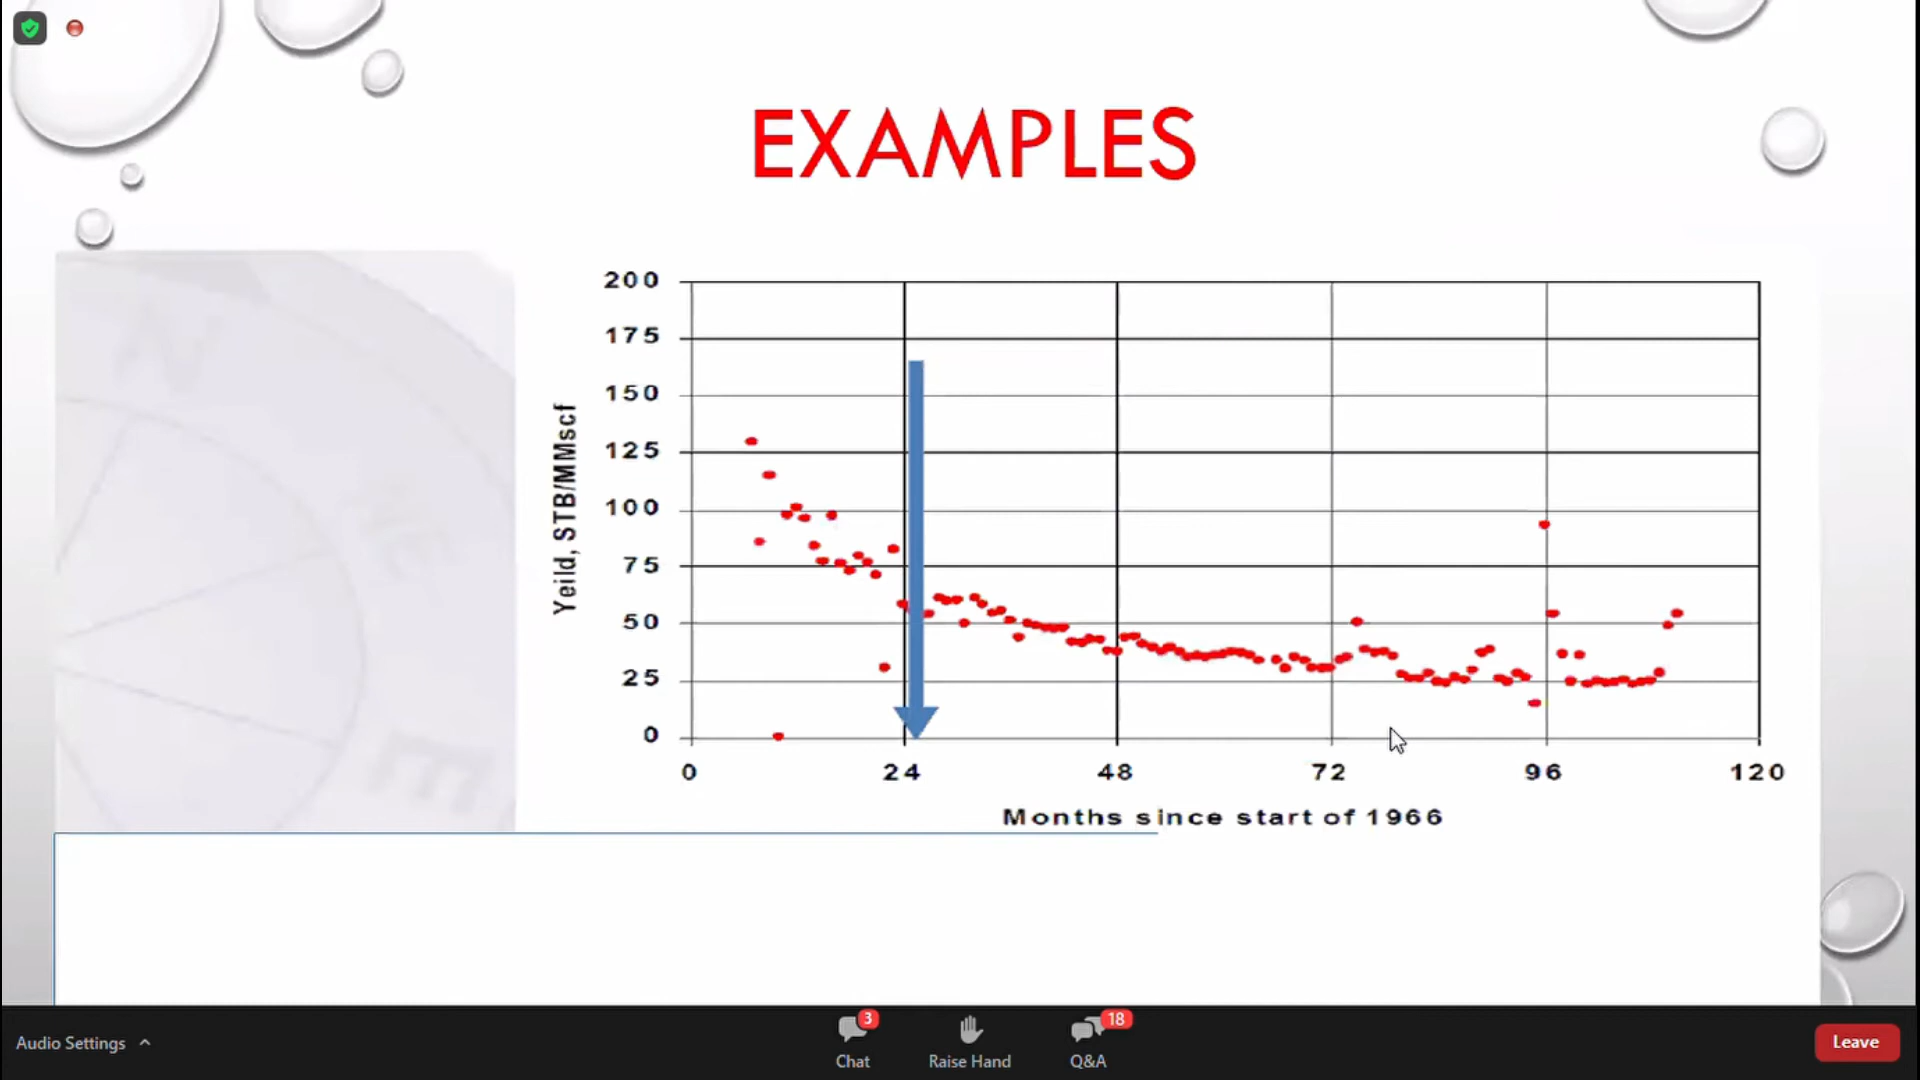 EXAMPLES
200
175
150
125
100
75
50
25
0
Yeild, STB/MMscf
0 24 48 72 96 120
Months since start of 1966
N
NE
E
3
18
Audio Settings
Chat
Raise Hand
Q&A
Leave